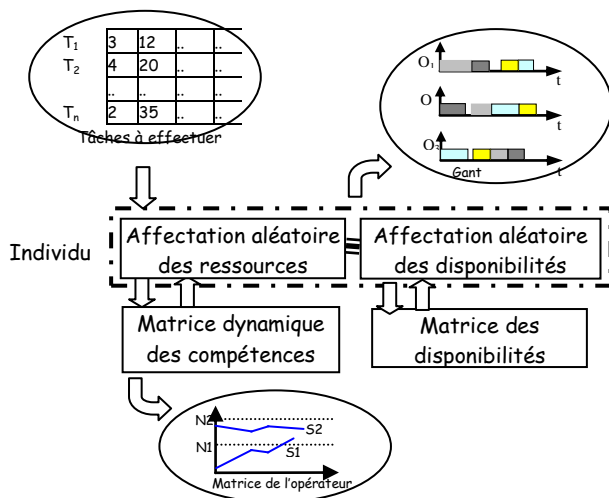 T1 3 12 .. ..
T2 4 20 .. ..
.. .. .. ..
Tn 2 35 .. ..
Tâches à effectuer
O1
t
O
t
O3
Gant
t
Individu
Affectation aléatoire
des ressources
Affectation aléatoire
des disponibilités
Matrice dynamique
des compétences
Matrice des
disponibilités
N2
S2
N1
S1
Matrice de l'opérateur